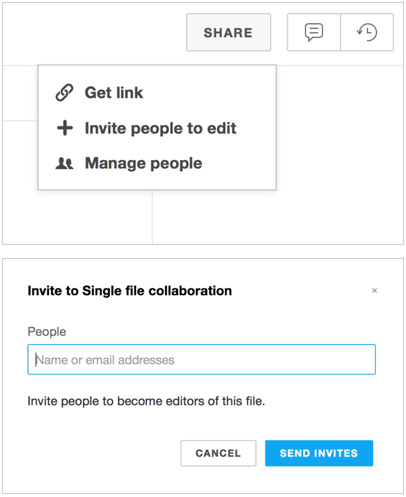 SHARE
Get link
Invite people to edit
Manage people
Invite to Single file collaboration
×
People
Name or email addresses
Invite people to become editors of this file.
CANCEL
SEND INVITES